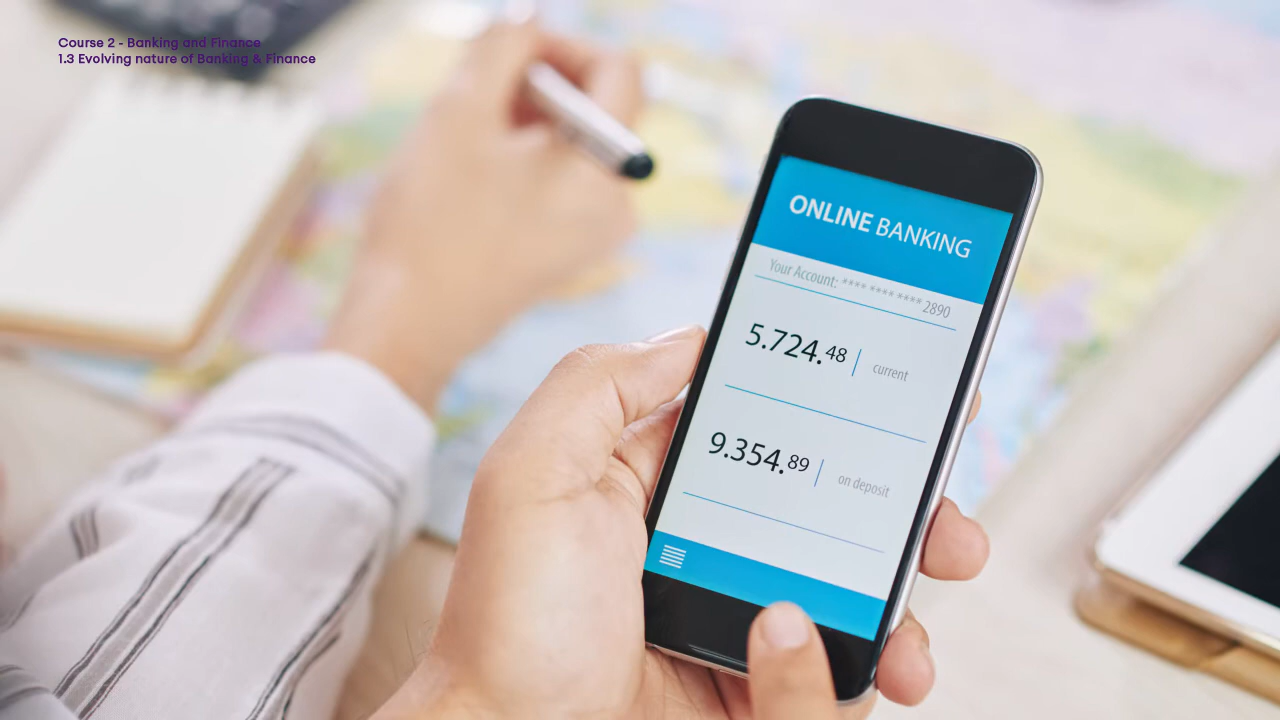 Course 2 - Banking and Finance
1.3 Evolving nature of Banking & Finance
ONLINE BANKING
Your Account: **** **** **** 2890
5.724.48 | current
9.354.89 | on deposit